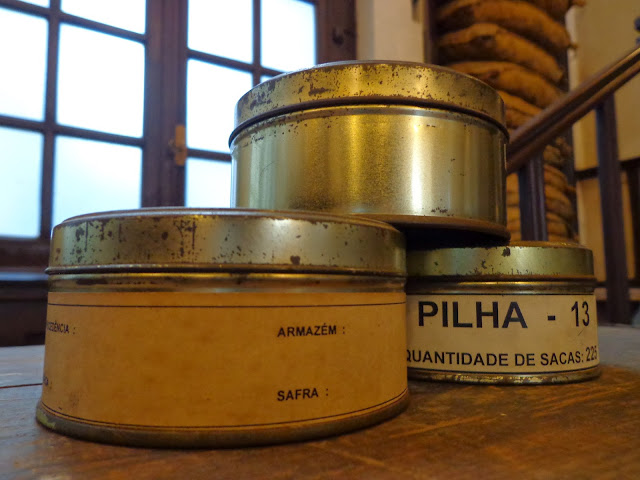 ARMAZÉM :
SAFRA :
PILHA - 13
QUANTIDADE DE SACAS: 225